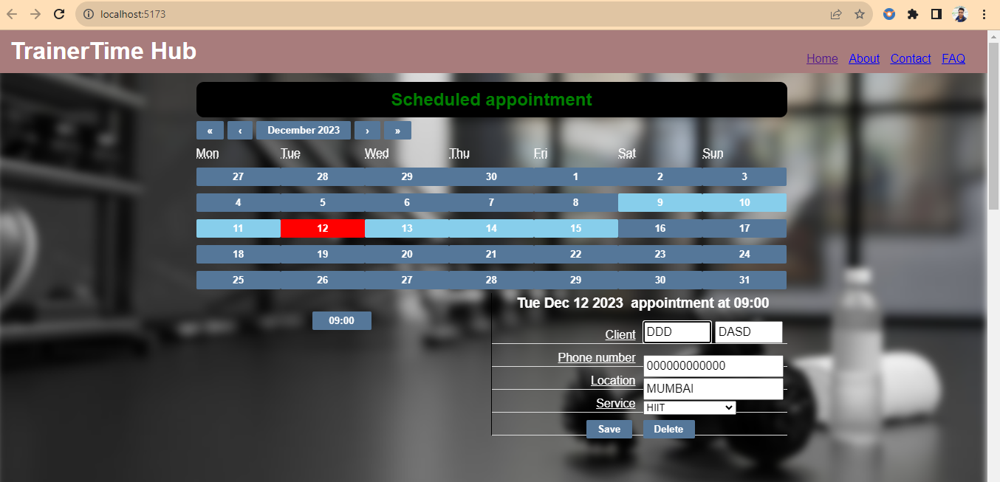 localhost:5173
TrainerTime Hub
Home About Contact FAQ
Scheduled appointment
« ‹ December 2023 › »
Mon Tue Wed Thu Fri Sat Sun
27 28 29 30 1 2 3
4 5 6 7 8 9 10
11 12 13 14 15 16 17
18 19 20 21 22 23 24
25 26 27 28 29 30 31
Tue Dec 12 2023 appointment at 09:00
09:00
Client DDD DASD
Phone number 000000000000
Location MUMBAI
Service HIIT
Save Delete